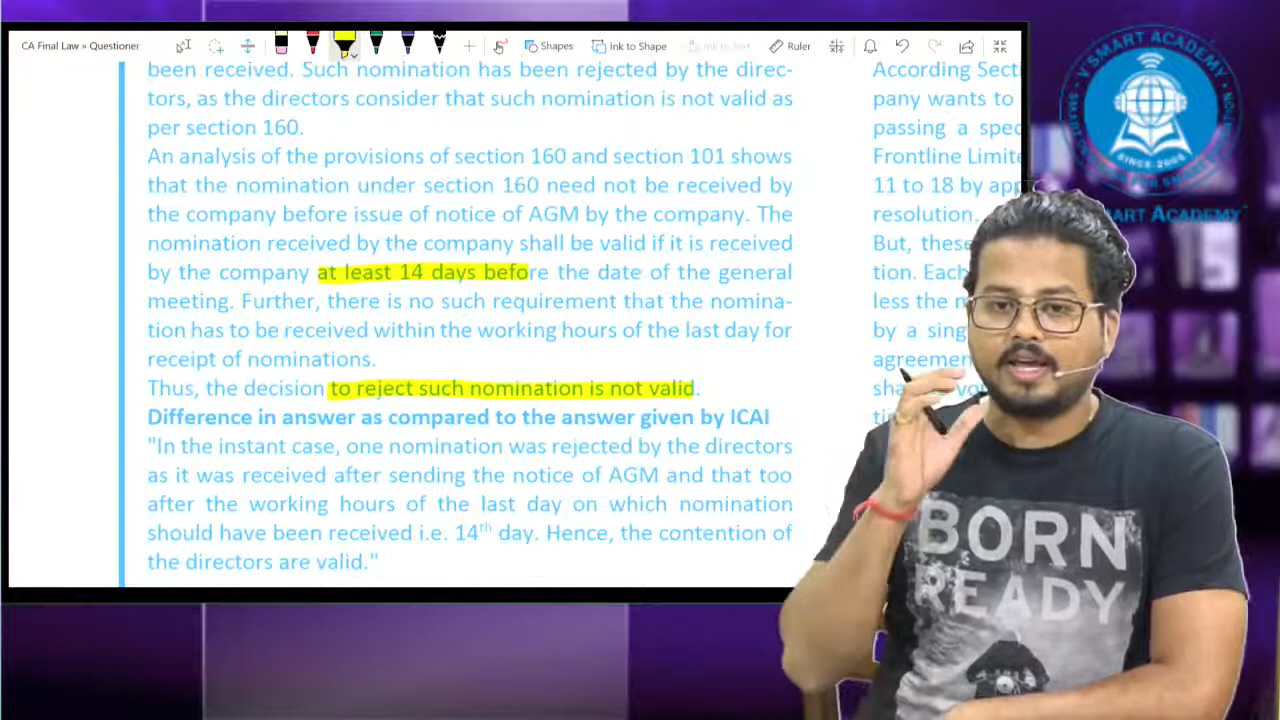 CA Final Law » Questioner
Shapes
Ink to Shape
Ink to Text
Ruler
been received. Such nomination has been rejected by the direc-
tors, as the directors consider that such nomination is not valid as
per section 160.
An analysis of the provisions of section 160 and section 101 shows
that the nomination under section 160 need not be received by
the company before issue of notice of AGM by the company. The
nomination received by the company shall be valid if it is received
by the company at least 14 days before the date of the general
meeting. Further, there is no such requirement that the nomina-
tion has to be received within the working hours of the last day for
receipt of nominations.
Thus, the decision to reject such nomination is not valid.
Difference in answer as compared to the answer given by ICAI
"In the instant case, one nomination was rejected by the directors
as it was received after sending the notice of AGM and that too
after the working hours of the last day on which nomination
should have been received i.e. 14th day. Hence, the contention of
the directors are valid."
According Secti
pany wants to
passing a spec
Frontline Limite
11 to 18 by app
resolution.
But, these
tion. Each
less the
by a sing
agreemen
V'SMART ACADEMY
SINCE-2008
SMART ACADEMY
BORN
READY